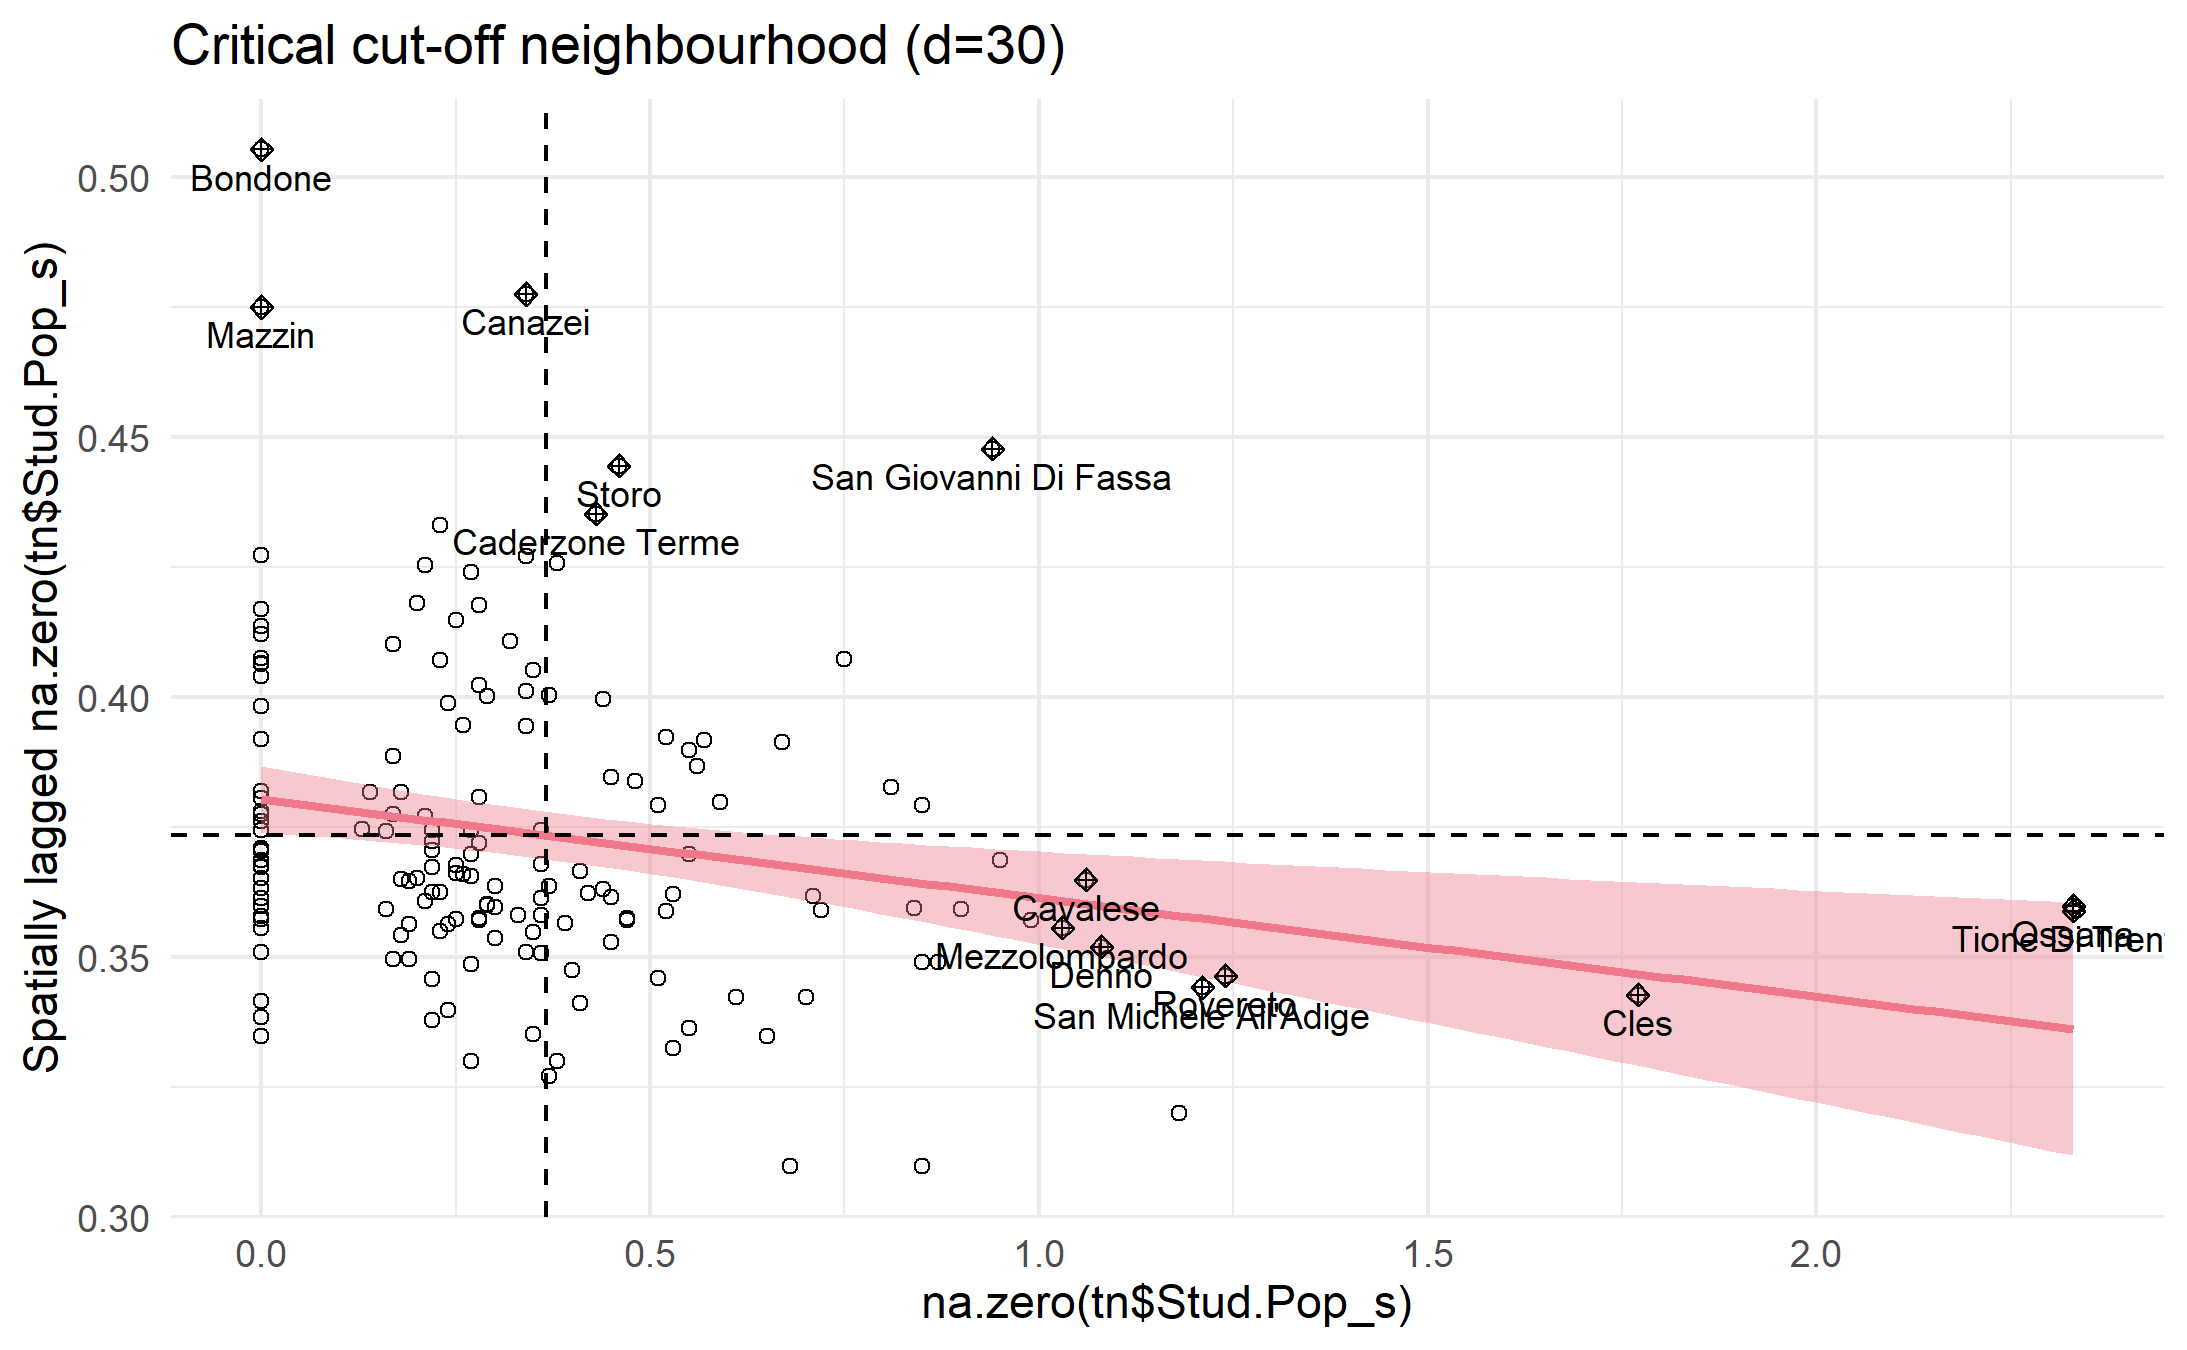 Critical cut-off neighbourhood (d=30)
Spatially lagged na.zero(tn$Stud.Pop_s)
0.50
0.45
0.40
0.35
0.30
Bondone
Mazzin
Canazei
San Giovanni Di Fassa
Storo
Caderzone Terme
Cavalese
Mezzolombardo
Denno
Rovereto
San Michele All'Adige
Cles
Ossana
Tione Di Tren
0.0 0.5 1.0 1.5 2.0
na.zero(tn$Stud.Pop_s)